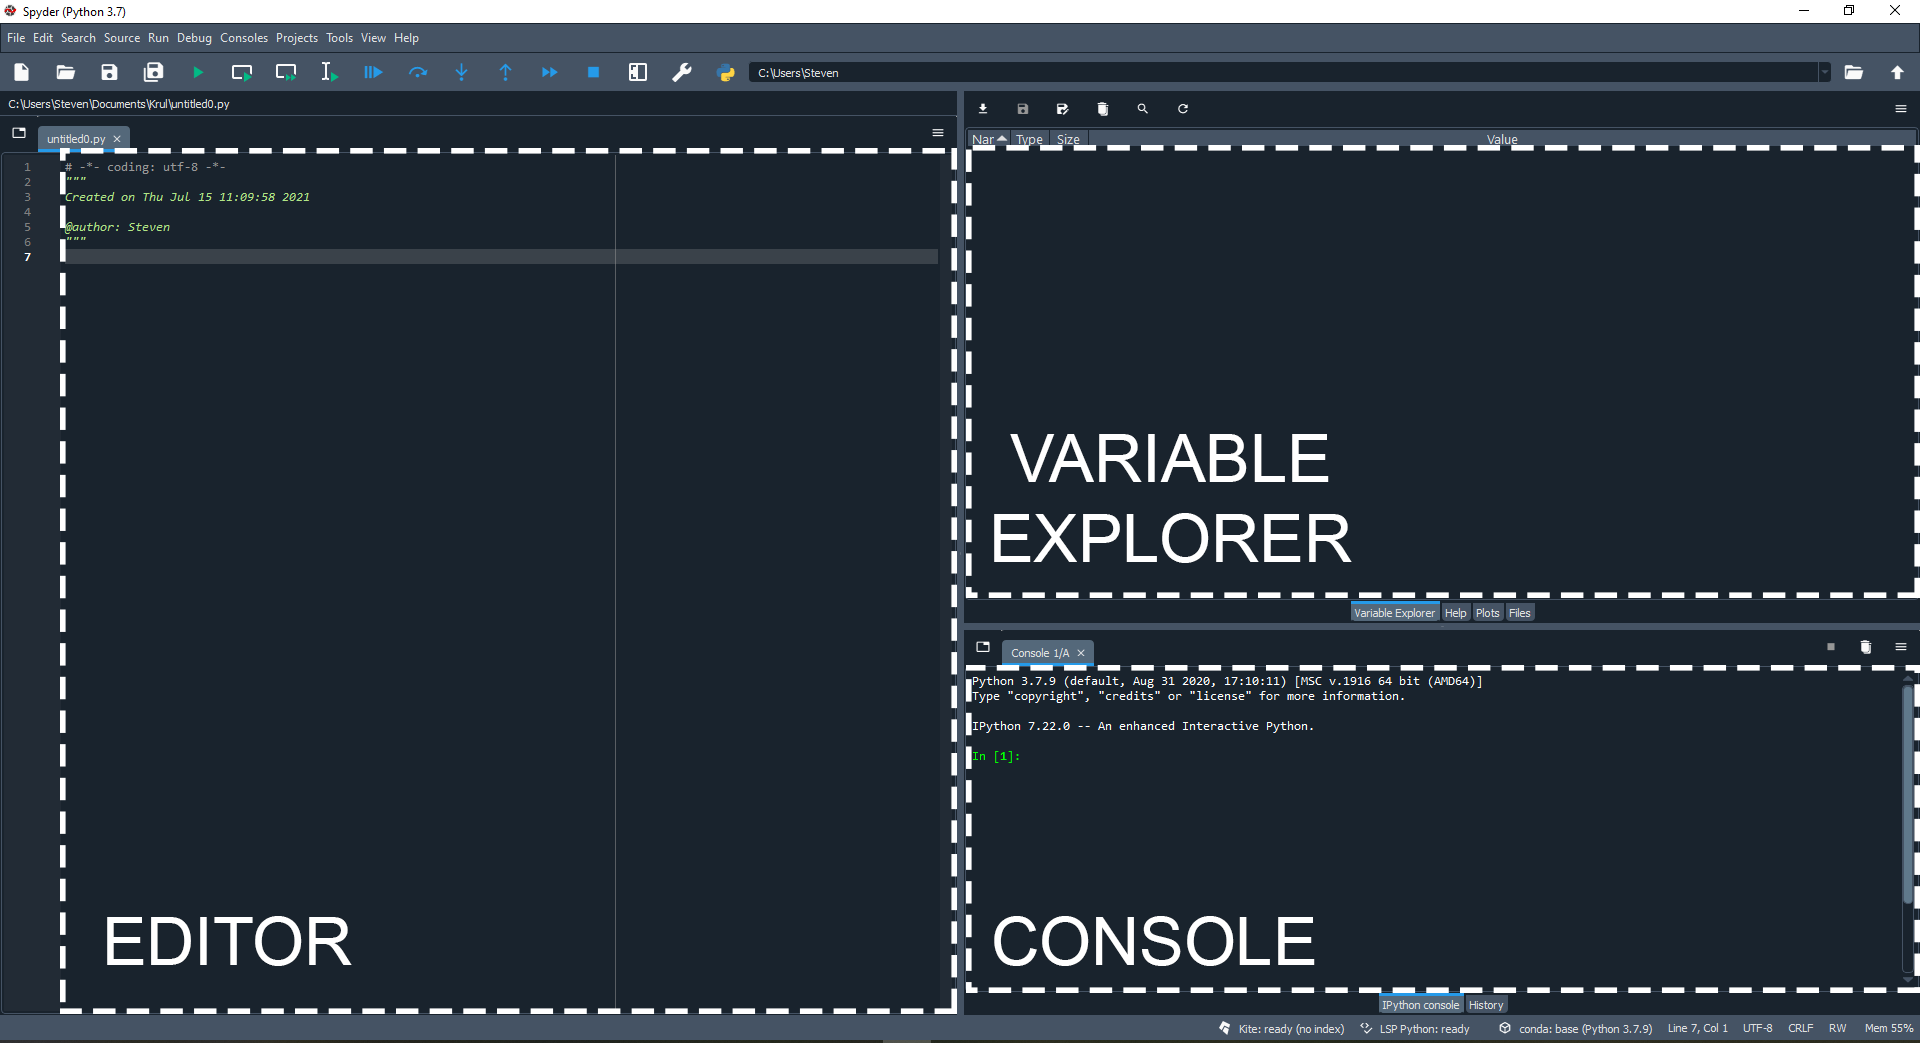 Spyder (Python 3.7)
File Edit Search Source Run Debug Consoles Projects Tools View Help
C:\Users\Steven
C:\Users\Steven\Documents\Krul\untitled0.py
untitled0.py
1 # -*- coding: utf-8 -*-
2 """
3 Created on Thu Jul 15 11:09:58 2021
4
5 @author: Steven
6 """
7
EDITOR
Nar Type Size Value
VARIABLE
EXPLORER
Variable Explorer Help Plots Files
Console 1/A
Python 3.7.9 (default, Aug 31 2020, 17:10:11) [MSC v.1916 64 bit (AMD64)]
Type "copyright", "credits" or "license" for more information.
IPython 7.22.0 -- An enhanced Interactive Python.
In [1]:
CONSOLE
IPython console History
Kite: ready (no index) LSP Python: ready conda: base (Python 3.7.9) Line 7, Col 1 UTF-8 CRLF RW Mem 55%